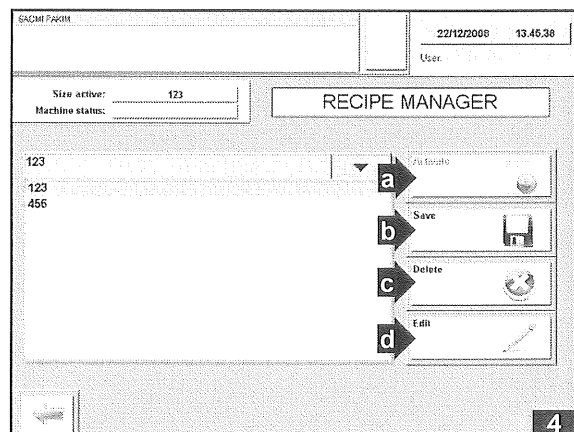 SACMI PAKIM
22/12/2008 13.45.38
User:
Size active: 123
Machine status:
RECIPE MANAGER
123
123
456
a
Activate
b Save
c Delete
d Edit
4